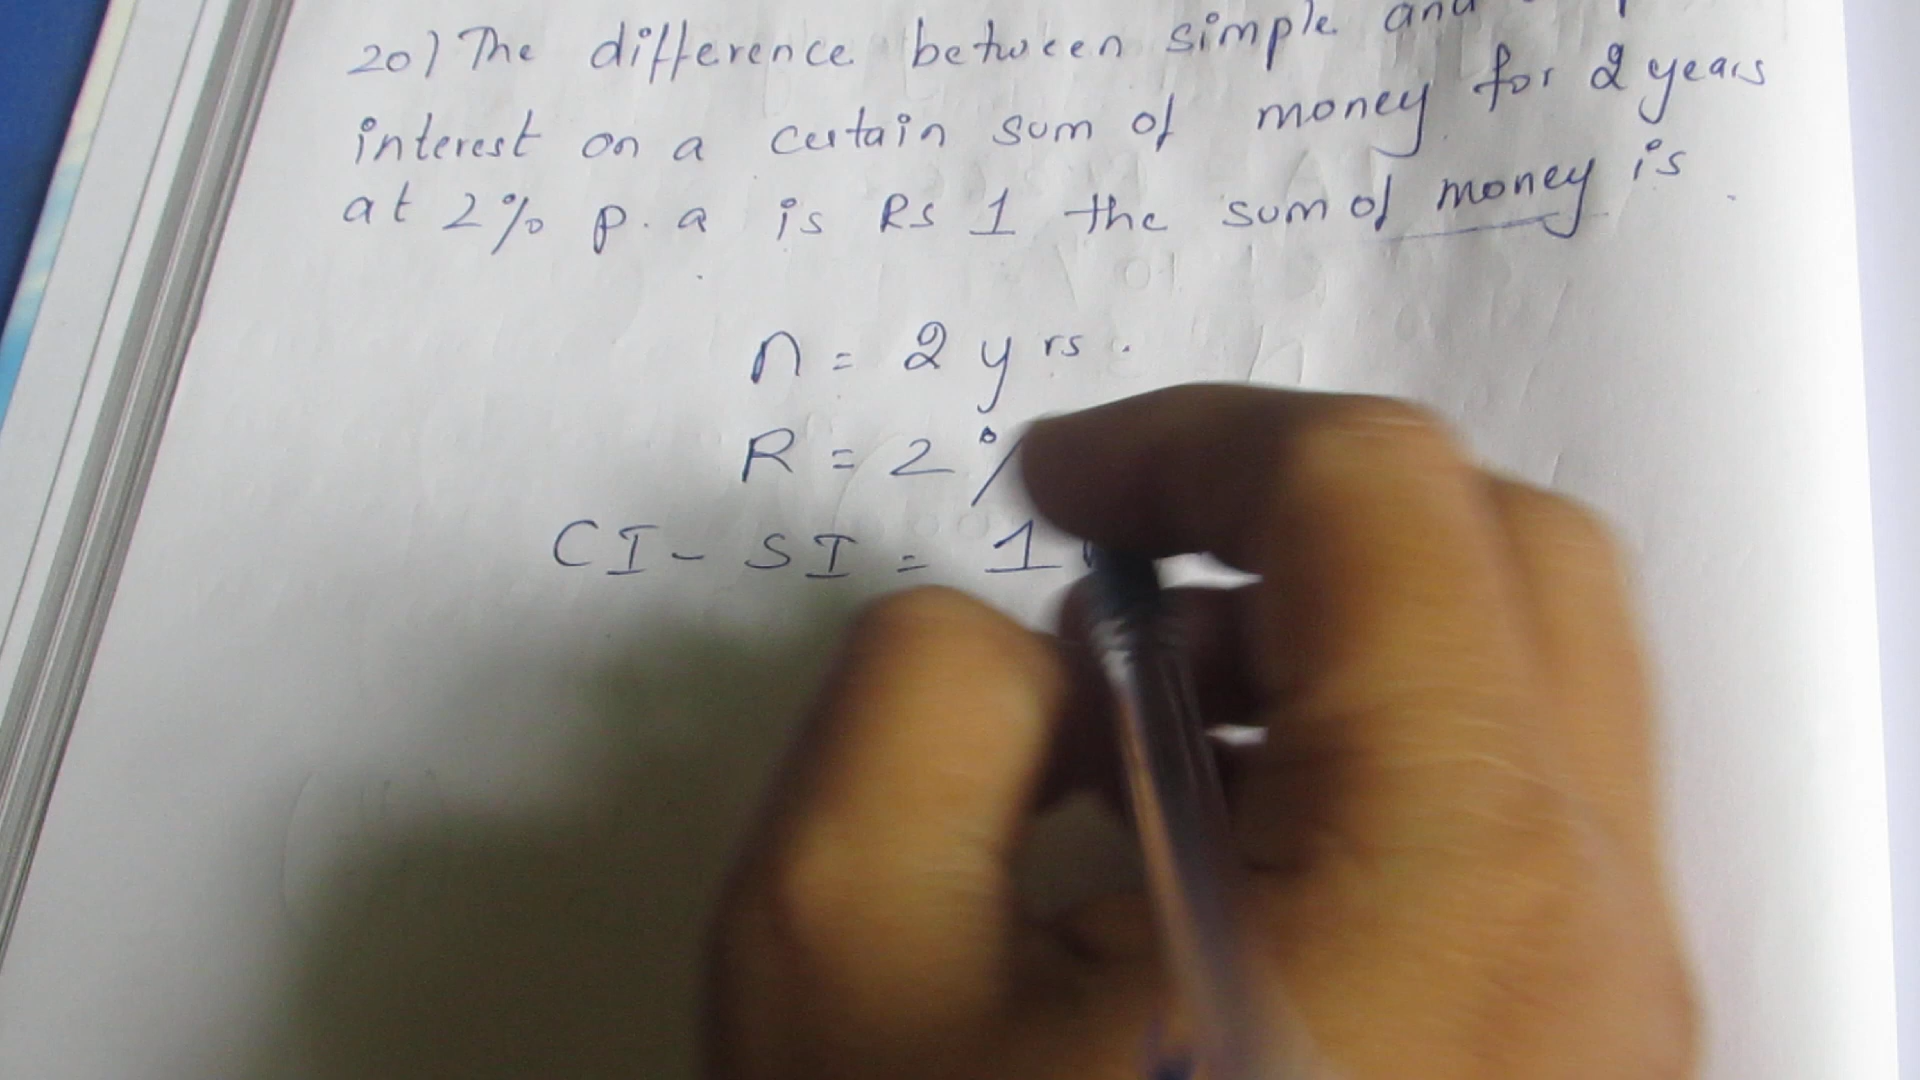 20) The difference between simple and
interest on a certain sum of money for 2 years
at 2% p.a is RS 1 the sum of money is
n = 2 yrs.
R = 2%
CI - SI = 1